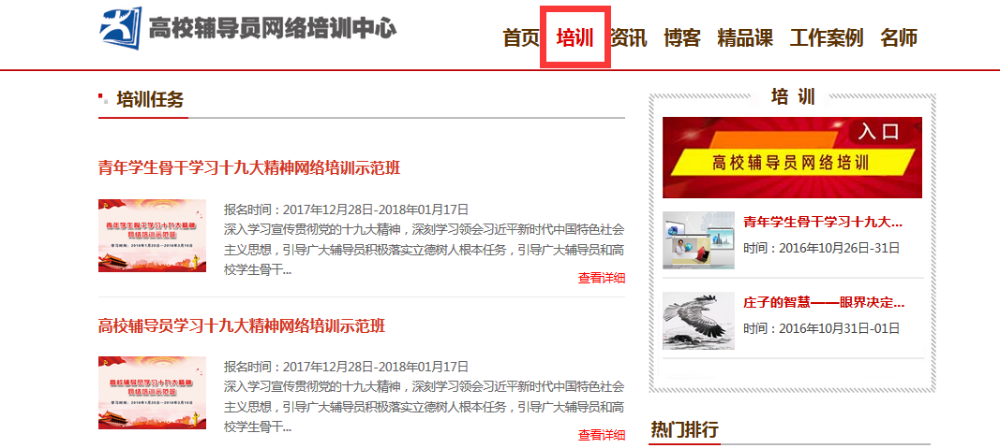 高校辅导员网络培训中心
首页 培训 资讯 博客 精品课 工作案例 名师
培训任务
青年学生骨干学习十九大精神网络培训示范班
青年学生骨干学习十九大精神
网络培训示范班
报名时间：2017年12月28日-2018年01月17日
深入学习宣传贯彻党的十九大精神，深刻学习领会习近平新时代中国特色社会
主义思想，引导广大辅导员积极落实立德树人根本任务，引导辅导员和高
校学生骨干...
查看详细
高校辅导员学习十九大精神网络培训示范班
高校辅导员学习十九大精神
网络培训示范班
报名时间：2017年12月28日-2018年01月17日
深入学习宣传贯彻党的十九大精神，深刻学习领会习近平新时代中国特色社会
主义思想，引导广大辅导员积极落实立德树人根本任务，引导辅导员和高
校学生骨干...
查看详细
培 训
入口
高校辅导员网络培训
青年学生骨干学习十九大...
时间：2016年10月26日-31日
庄子的智慧——眼界决定...
时间：2016年10月31日-01日
热门排行